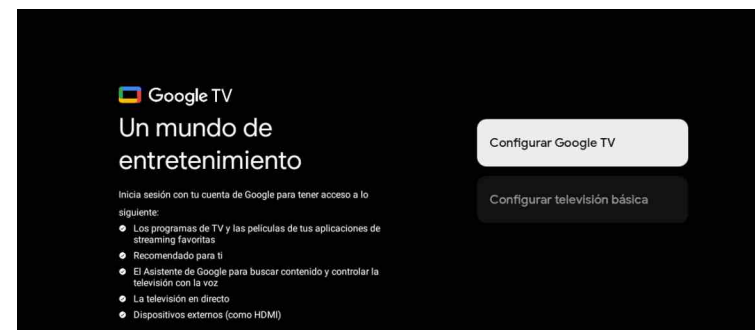 Google TV
Un mundo de
entretenimiento
Inicia sesión con tu cuenta de Google para tener acceso a lo
siguiente:
Los programas de TV y las películas de tus aplicaciones de
streaming favoritas
Recomendado para ti
El Asistente de Google para buscar contenido y controlar la
televisión con la voz
La televisión en directo
Dispositivos externos (como HDMI)
Configurar Google TV
Configurar televisión básica